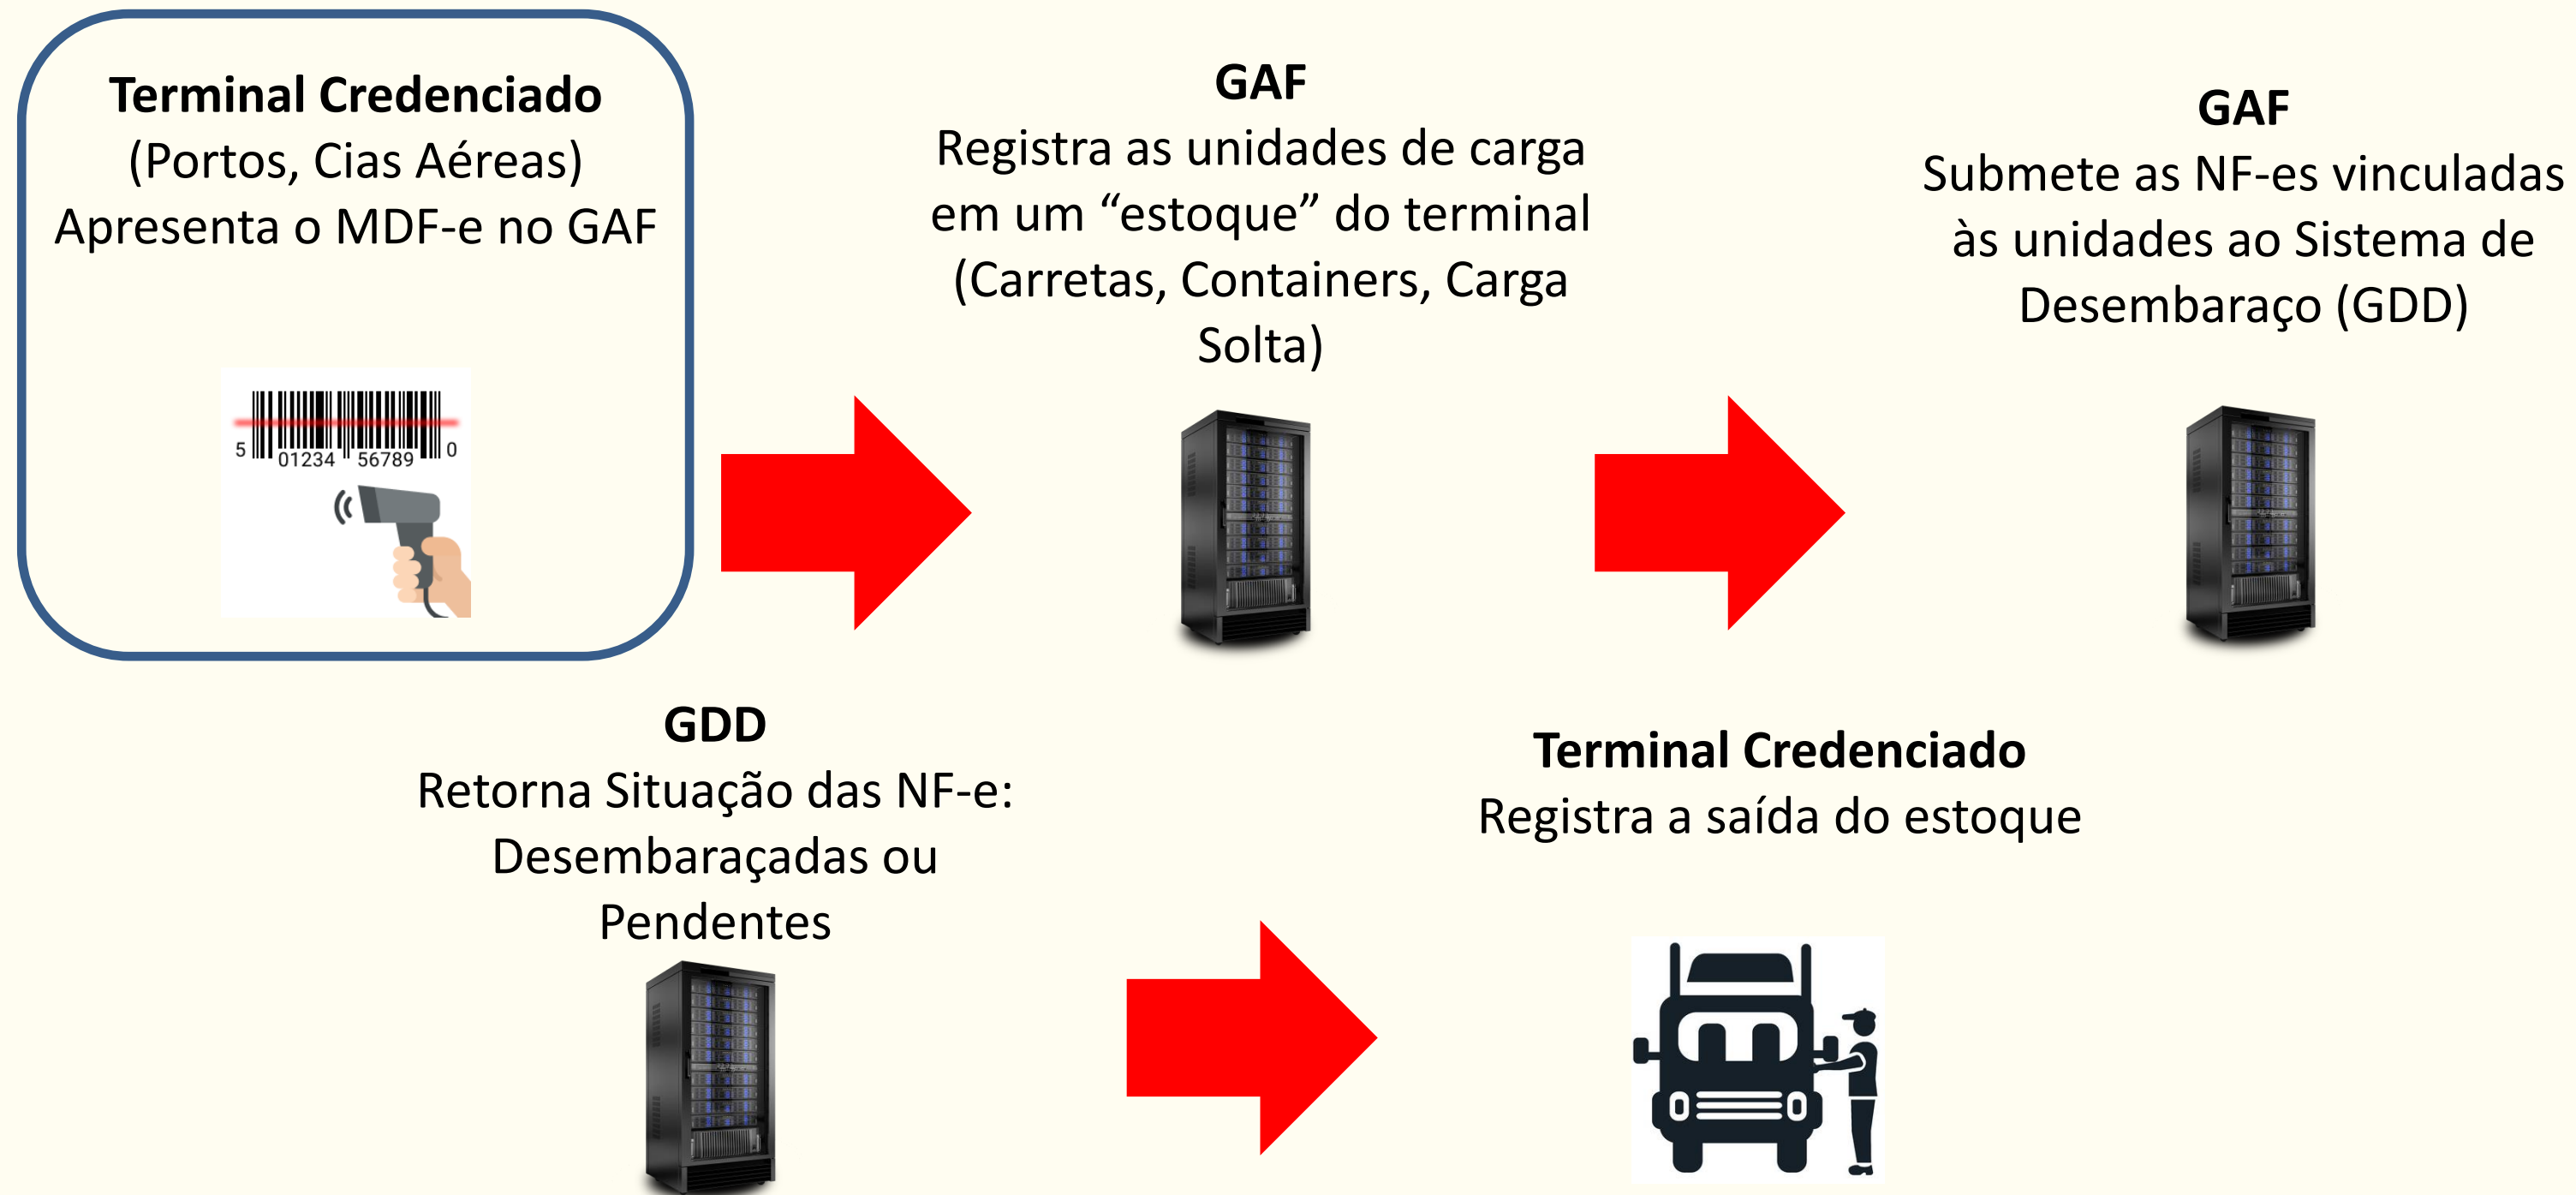 Terminal Credenciado
(Portos, Cias Aéreas)
Apresenta o MDF-e no GAF
5 01234 56789 0
GAF
Registra as unidades de carga
em um “estoque” do terminal
(Carretas, Containers, Carga
Solta)
GAF
Submete as NF-es vinculadas
às unidades ao Sistema de
Desembaraço (GDD)
GDD
Retorna Situação das NF-e:
Desembaraçadas ou
Pendentes
Terminal Credenciado
Registra a saída do estoque